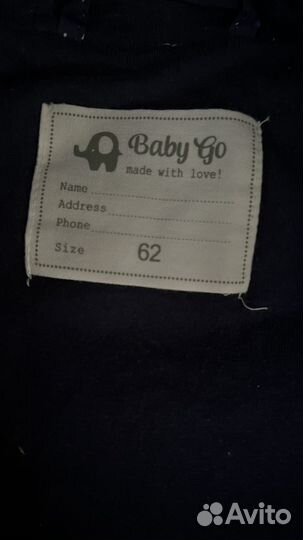 Baby Go
made with love!
Name
Address
Phone
Size 62
Avito